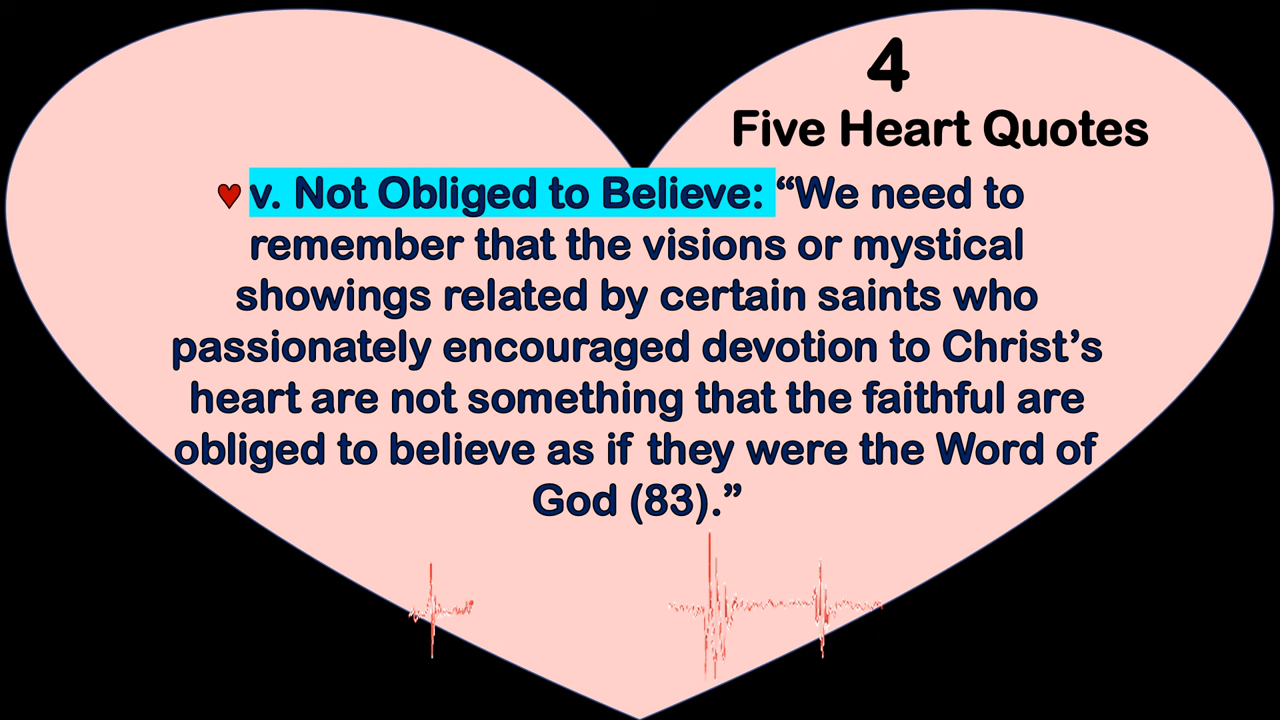 4
Five Heart Quotes
♥ v. Not Obliged to Believe: “We need to
remember that the visions or mystical
showings related by certain saints who
passionately encouraged devotion to Christ’s
heart are not something that the faithful are
obliged to believe as if they were the Word of
God (83).”